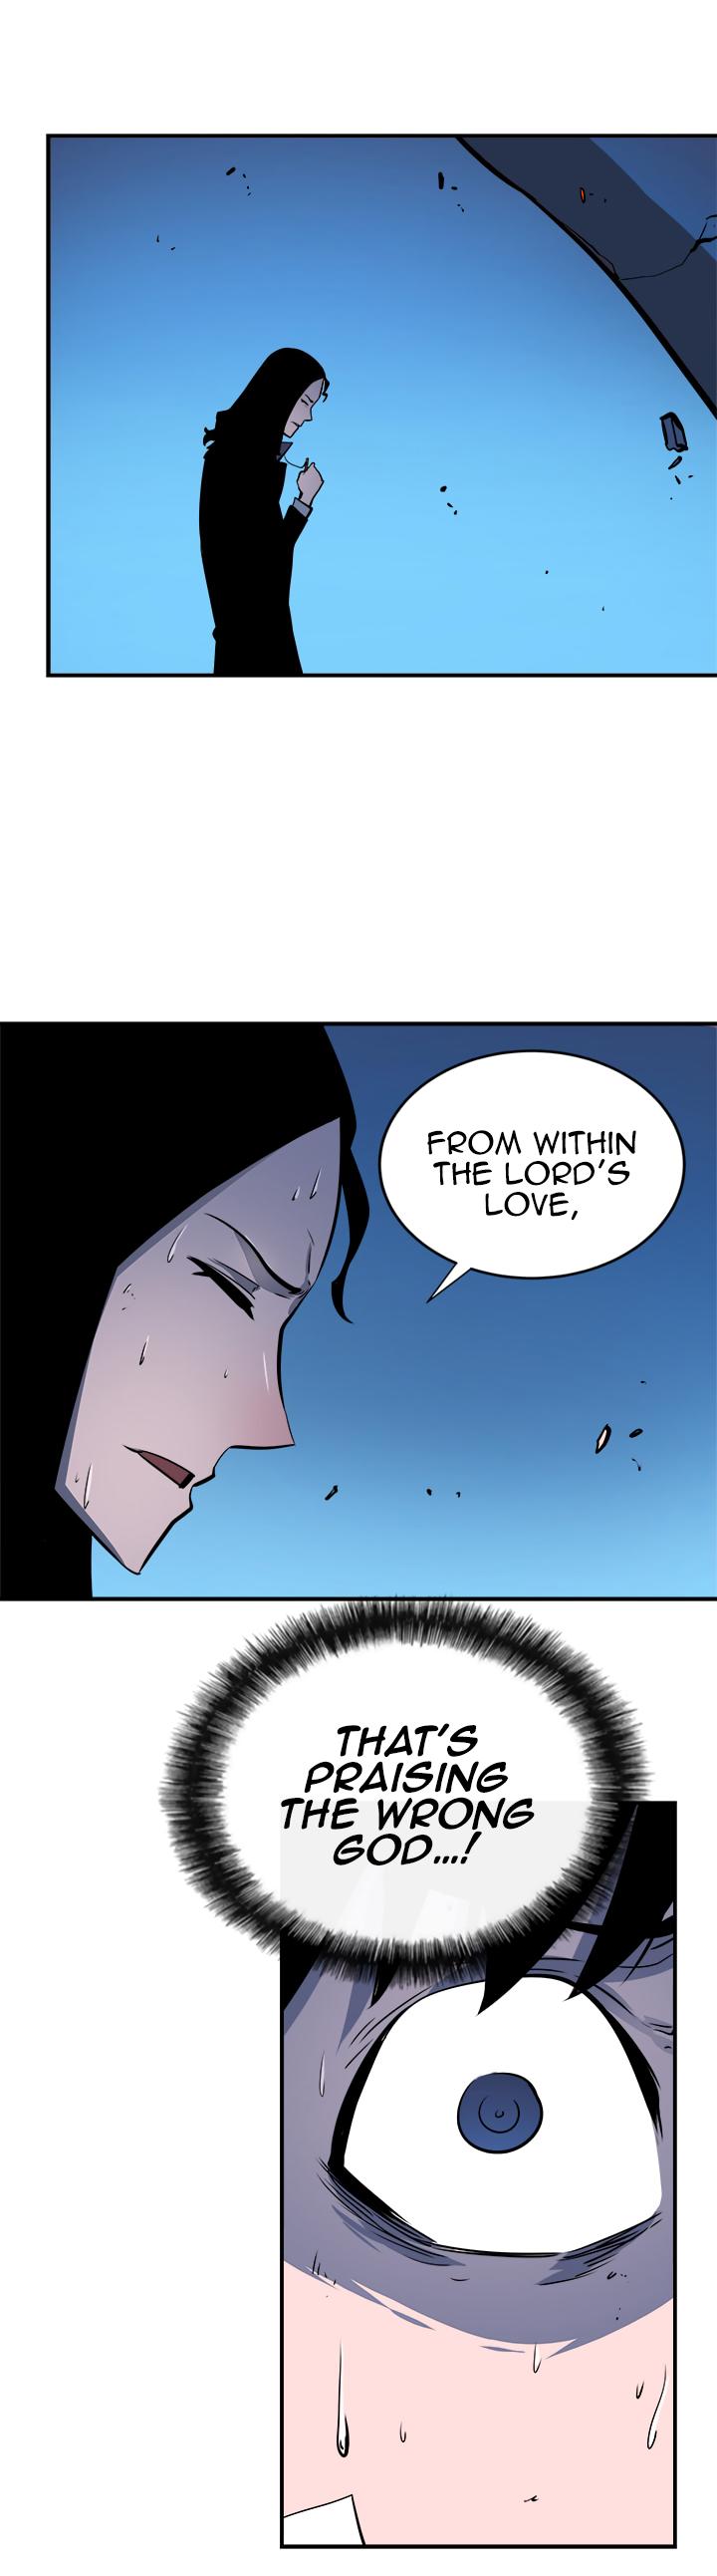 FROM WITHIN
THE LORD'S
LOVE,
THAT'S
PRAISING
THE WRONG
GOD...!